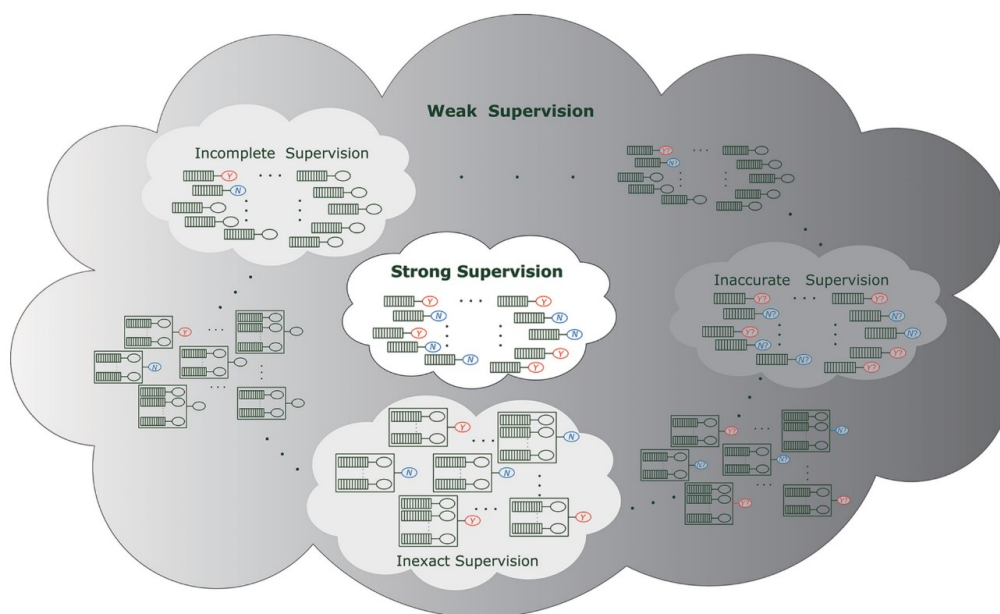 Weak Supervision
Incomplete Supervision
Y
N
Y?
N?
Strong Supervision
Y Y
N N
Y N
N Y
N Y
Inaccurate Supervision
Y? Y?
N? N?
Y? N?
N? Y?
N? Y?
Y
N
Y N
N N
Y Y
Inexact Supervision
Y? N?
N? N?
Y? Y?